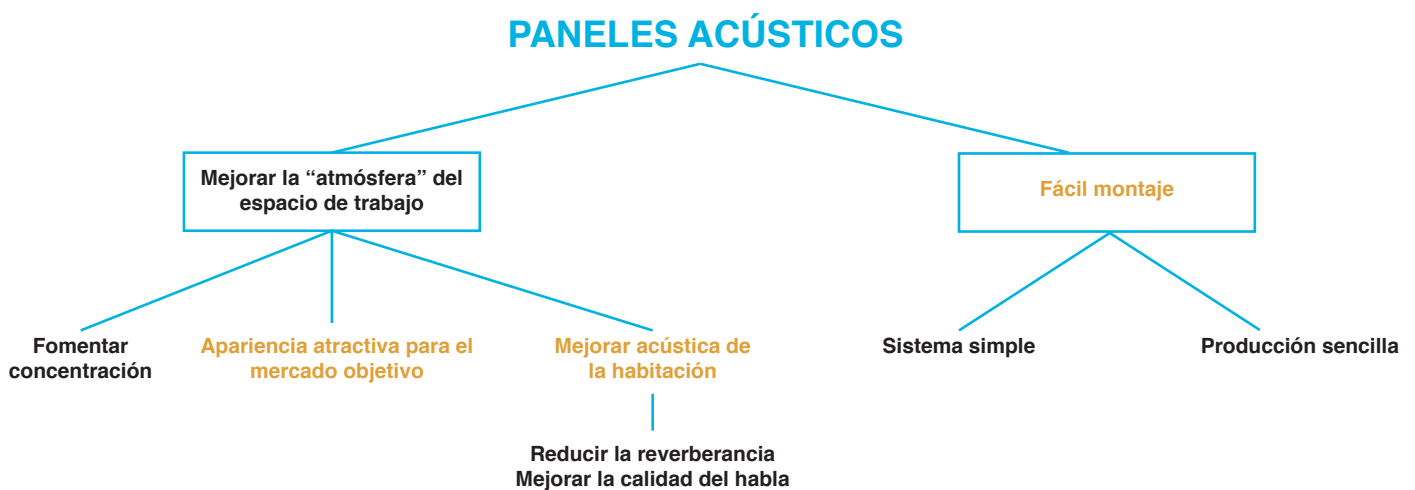 PANELES ACÚSTICOS
Mejorar la “atmósfera” del
espacio de trabajo
Fácil montaje
Fomentar
concentración
Apariencia atractiva para el
mercado objetivo
Mejorar acústica de
la habitación
Sistema simple
Producción sencilla
Reducir la reverberancia
Mejorar la calidad del habla